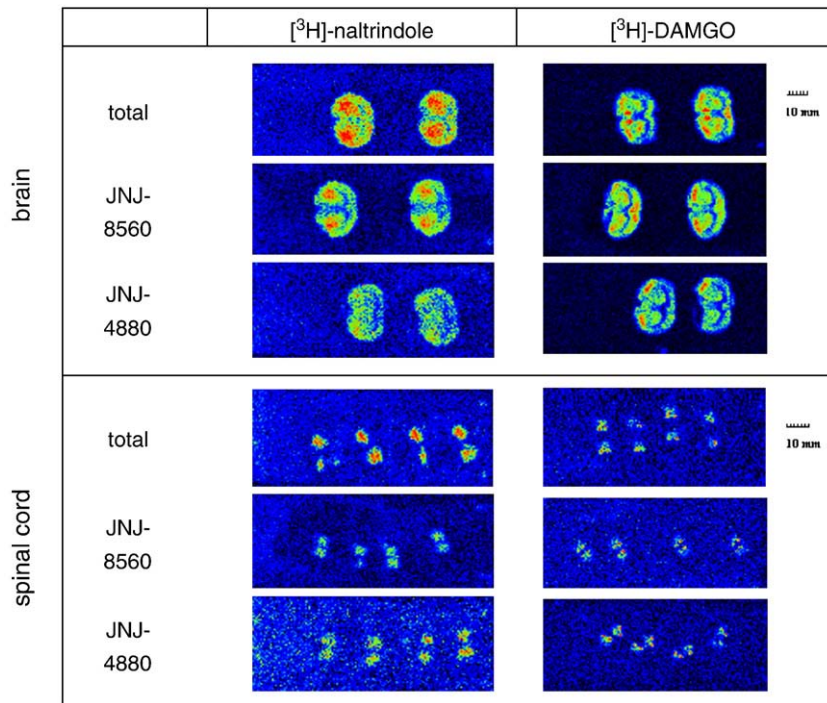 [³H]-naltrindole [³H]-DAMGO
brain
total
10 mm
JNJ-
8560
JNJ-
4880
spinal cord
total
10 mm
JNJ-
8560
JNJ-
4880